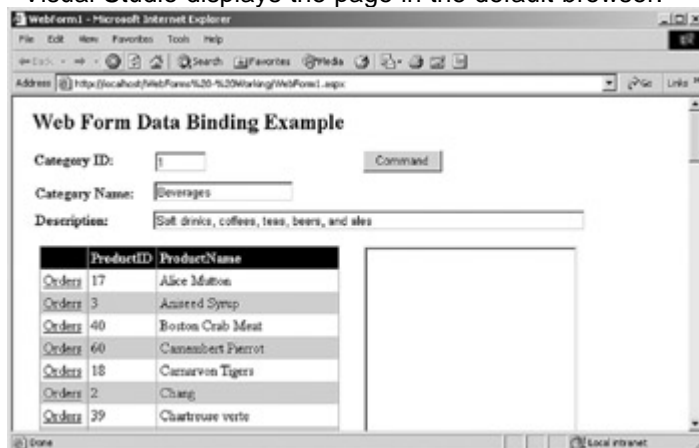 Visual Studio displays the page in the default browser.
WebForm1 - Microsoft Internet Explorer
File Edit View Favorites Tools Help
Back Search Favorites Media
Address http://localhost/WebForms%20-%20Working/WebForm1.aspx Go Links
Web Form Data Binding Example
Category ID: 1 Command
Category Name: Beverages
Description: Soft drinks, coffees, teas, beers, and ales
ProductID ProductName
Orders 17 Alice Mutton
Orders 3 Aniseed Syrup
Orders 40 Boston Crab Meat
Orders 60 Camembert Pierrot
Orders 18 Carnarvon Tigers
Orders 2 Chang
Orders 39 Chartreuse verte
Done Local intranet